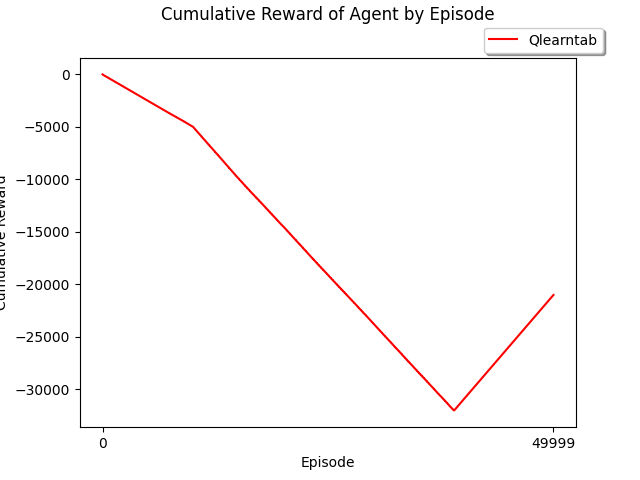 Cumulative Reward of Agent by Episode
Qlearntab
0
−5000
−10000
−15000
−20000
−25000
−30000
Cumulative Reward
0
49999
Episode